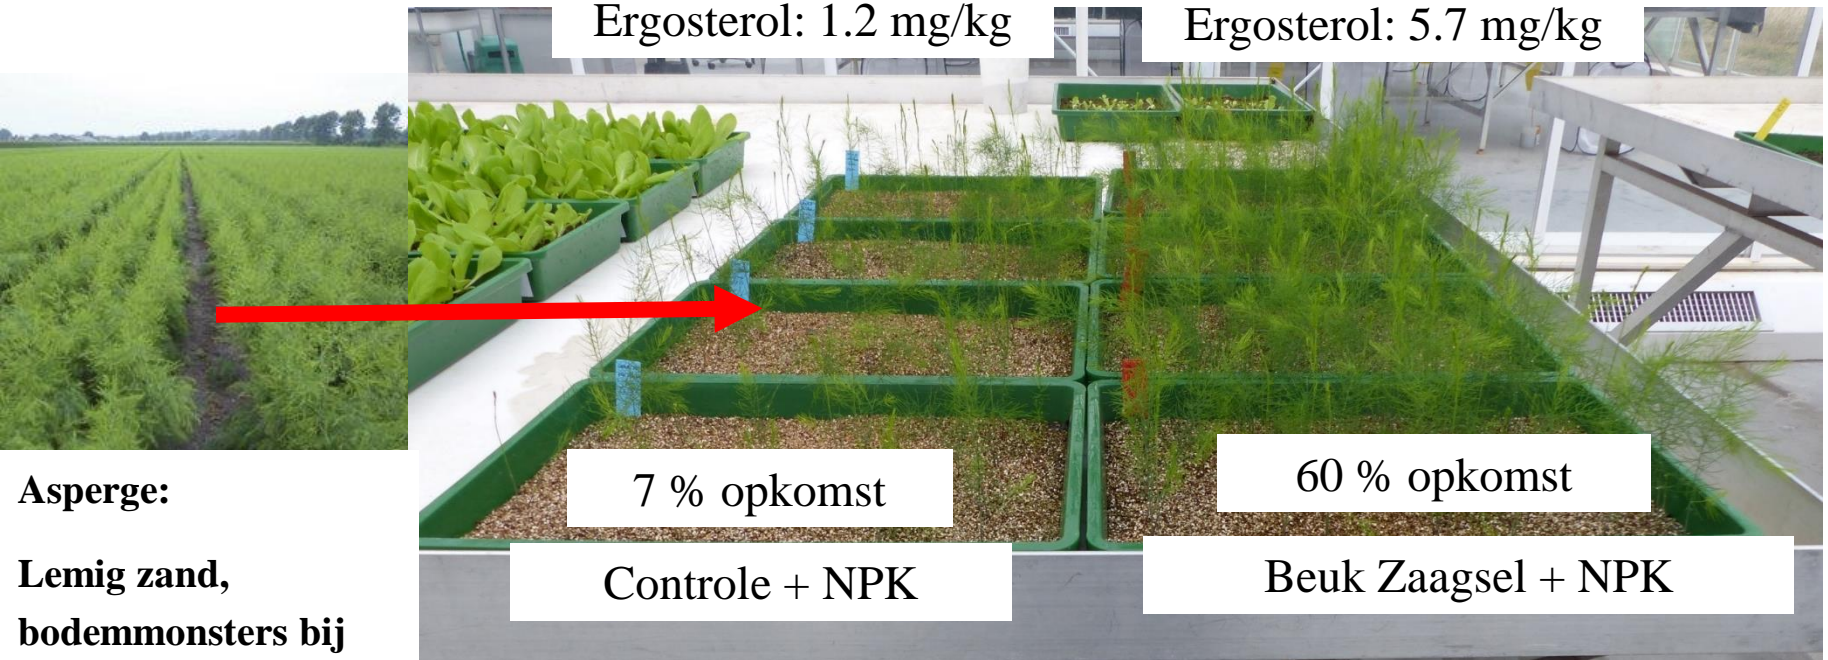 Ergosterol: 1.2 mg/kg
Ergosterol: 5.7 mg/kg
7 % opkomst
60 % opkomst
Controle + NPK
Beuk Zaagsel + NPK
Asperge:
Lemig zand,
bodemmonsters bij